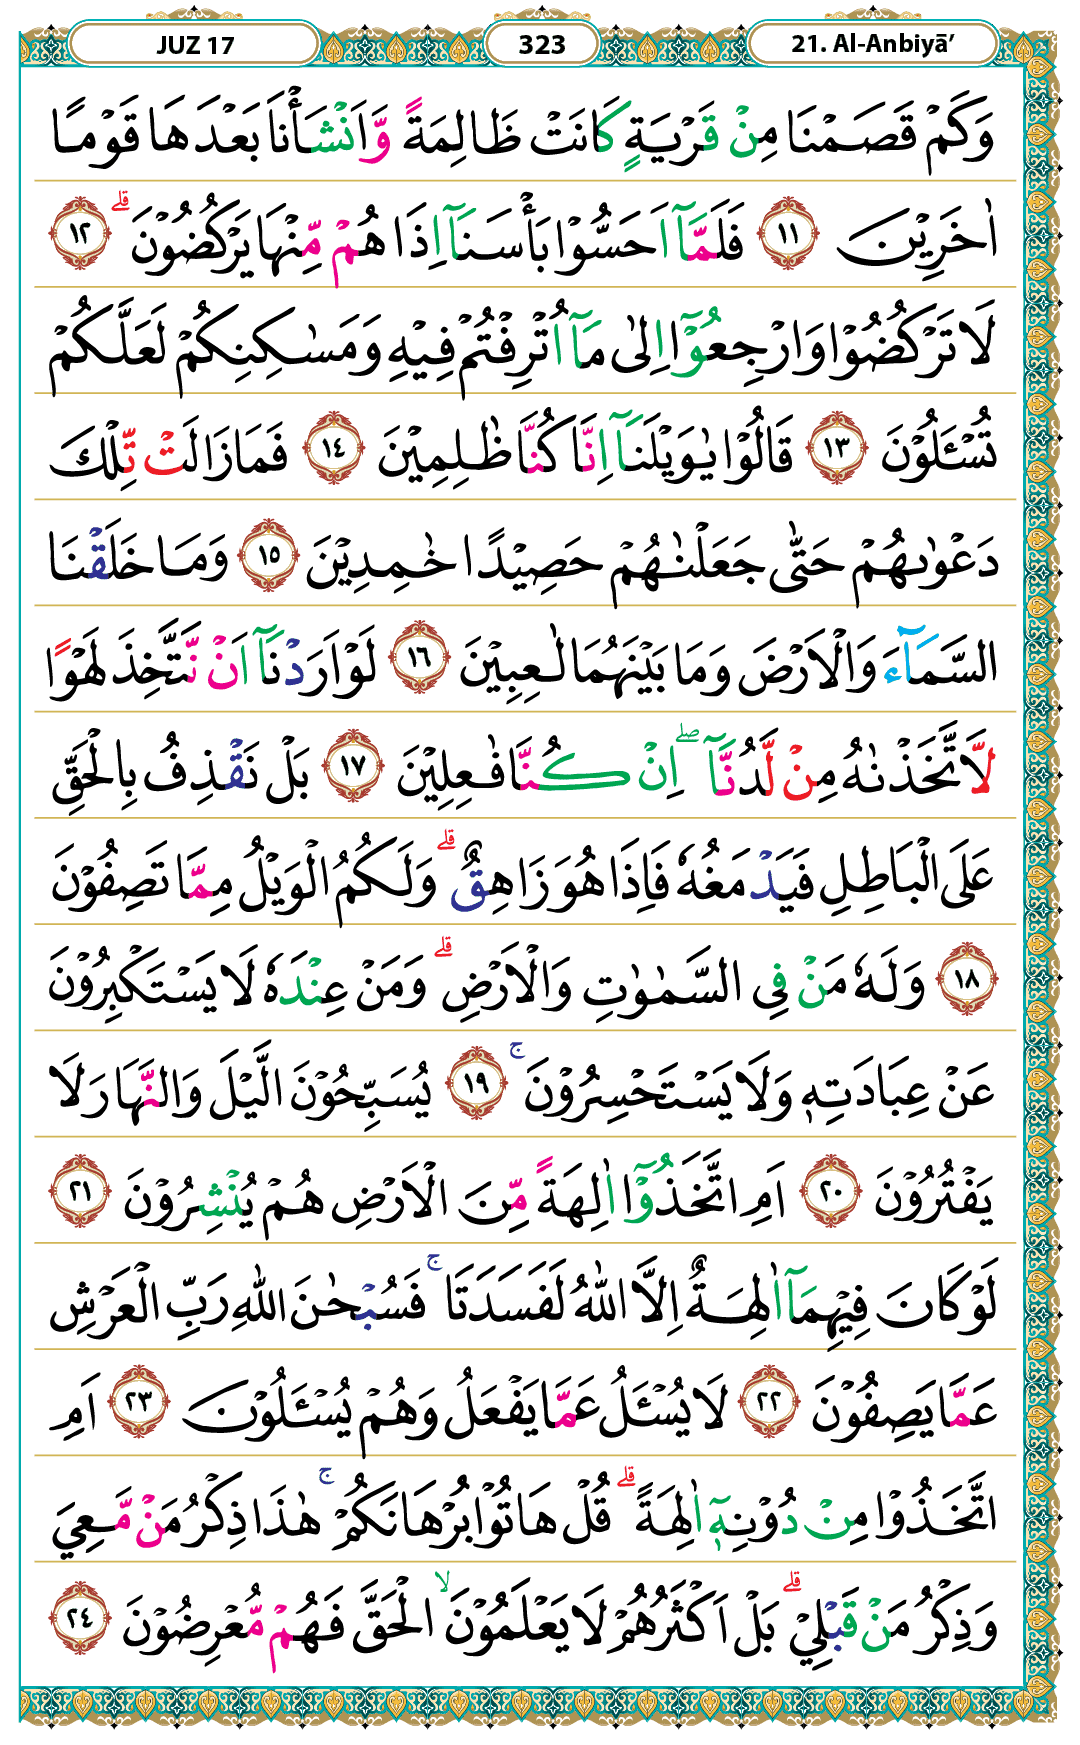 JUZ 17 323 21. Al-Anbiyā’
وَكَمْ قَصَمْنَا مِنْ قَرْيَةٍ كَانَتْ ظَالِمَةً وَّاَنْشَأْنَا بَعْدَهَا قَوْمًا
اٰخَرِيْنَ ١١ فَلَمَّآ اَحَسُّوْا بَأْسَنَآ اِذَا هُمْ مِّنْهَا يَرْكُضُوْنَ ۗ ١٢
لَا تَرْكُضُوْا وَارْجِعُوْٓا اِلٰى مَآ اُتْرِفْتُمْ فِيْهِ وَمَسٰكِنِكُمْ لَعَلَّكُمْ
تُسْـَٔلُوْنَ ١٣ قَالُوْا يٰوَيْلَنَآ اِنَّا كُنَّا ظٰلِمِيْنَ ١٤ فَمَا زَالَتْ تِّلْكَ
دَعْوٰىهُمْ حَتّٰى جَعَلْنٰهُمْ حَصِيْدًا خٰمِدِيْنَ ١٥ وَمَا خَلَقْنَا
السَّمَآءَ وَالْاَرْضَ وَمَا بَيْنَهُمَا لٰعِبِيْنَ ١٦ لَوْ اَرَدْنَآ اَنْ نَّتَّخِذَ لَهْوًا
لَّاتَّخَذْنٰهُ مِنْ لَّدُنَّآ ۖ اِنْ كُنَّا فٰعِلِيْنَ ١٧ بَلْ نَقْذِفُ بِالْحَقِّ
عَلَى الْبَاطِلِ فَيَدْمَغُهٗ فَاِذَا هُوَ زَاهِقٌ ۗ وَلَكُمُ الْوَيْلُ مِمَّا تَصِفُوْنَ
١٨ وَلَهٗ مَنْ فِى السَّمٰوٰتِ وَالْاَرْضِ ۗ وَمَنْ عِنْدَهٗ لَا يَسْتَكْبِرُوْنَ
عَنْ عِبَادَتِهٖ وَلَا يَسْتَحْسِرُوْنَ ۚ ١٩ يُسَبِّحُوْنَ الَّيْلَ وَالنَّهَارَ لَا
يَفْتُرُوْنَ ٢٠ اَمِ اتَّخَذُوْٓا اٰلِهَةً مِّنَ الْاَرْضِ هُمْ يُنْشِرُوْنَ ٢١
لَوْ كَانَ فِيْهِمَآ اٰلِهَةٌ اِلَّا اللّٰهُ لَفَسَدَتَا ۚ فَسُبْحٰنَ اللّٰهِ رَبِّ الْعَرْشِ
عَمَّا يَصِفُوْنَ ٢٢ لَا يُسْـَٔلُ عَمَّا يَفْعَلُ وَهُمْ يُسْـَٔلُوْنَ ٢٣ اَمِ
اتَّخَذُوْا مِنْ دُوْنِهٖٓ اٰلِهَةً ۗ قُلْ هَاتُوْا بُرْهَانَكُمْ ۚ هٰذَا ذِكْرُ مَنْ مَّعِيَ
وَذِكْرُ مَنْ قَبْلِيْ ۗ بَلْ اَكْثَرُهُمْ لَا يَعْلَمُوْنَ ۙ الْحَقَّ فَهُمْ مُّعْرِضُوْنَ ٢٤